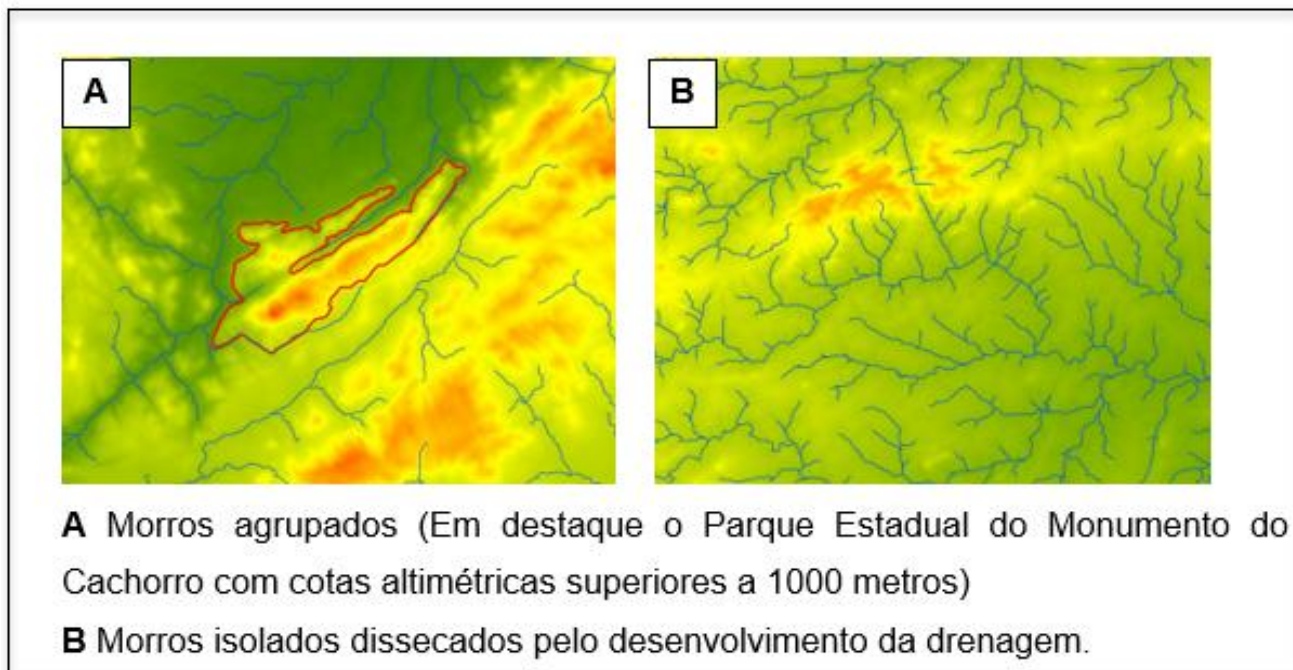 A
B
A Morros agrupados (Em destaque o Parque Estadual do Monumento do
Cachorro com cotas altimétricas superiores a 1000 metros)
B Morros isolados dissecados pelo desenvolvimento da drenagem.